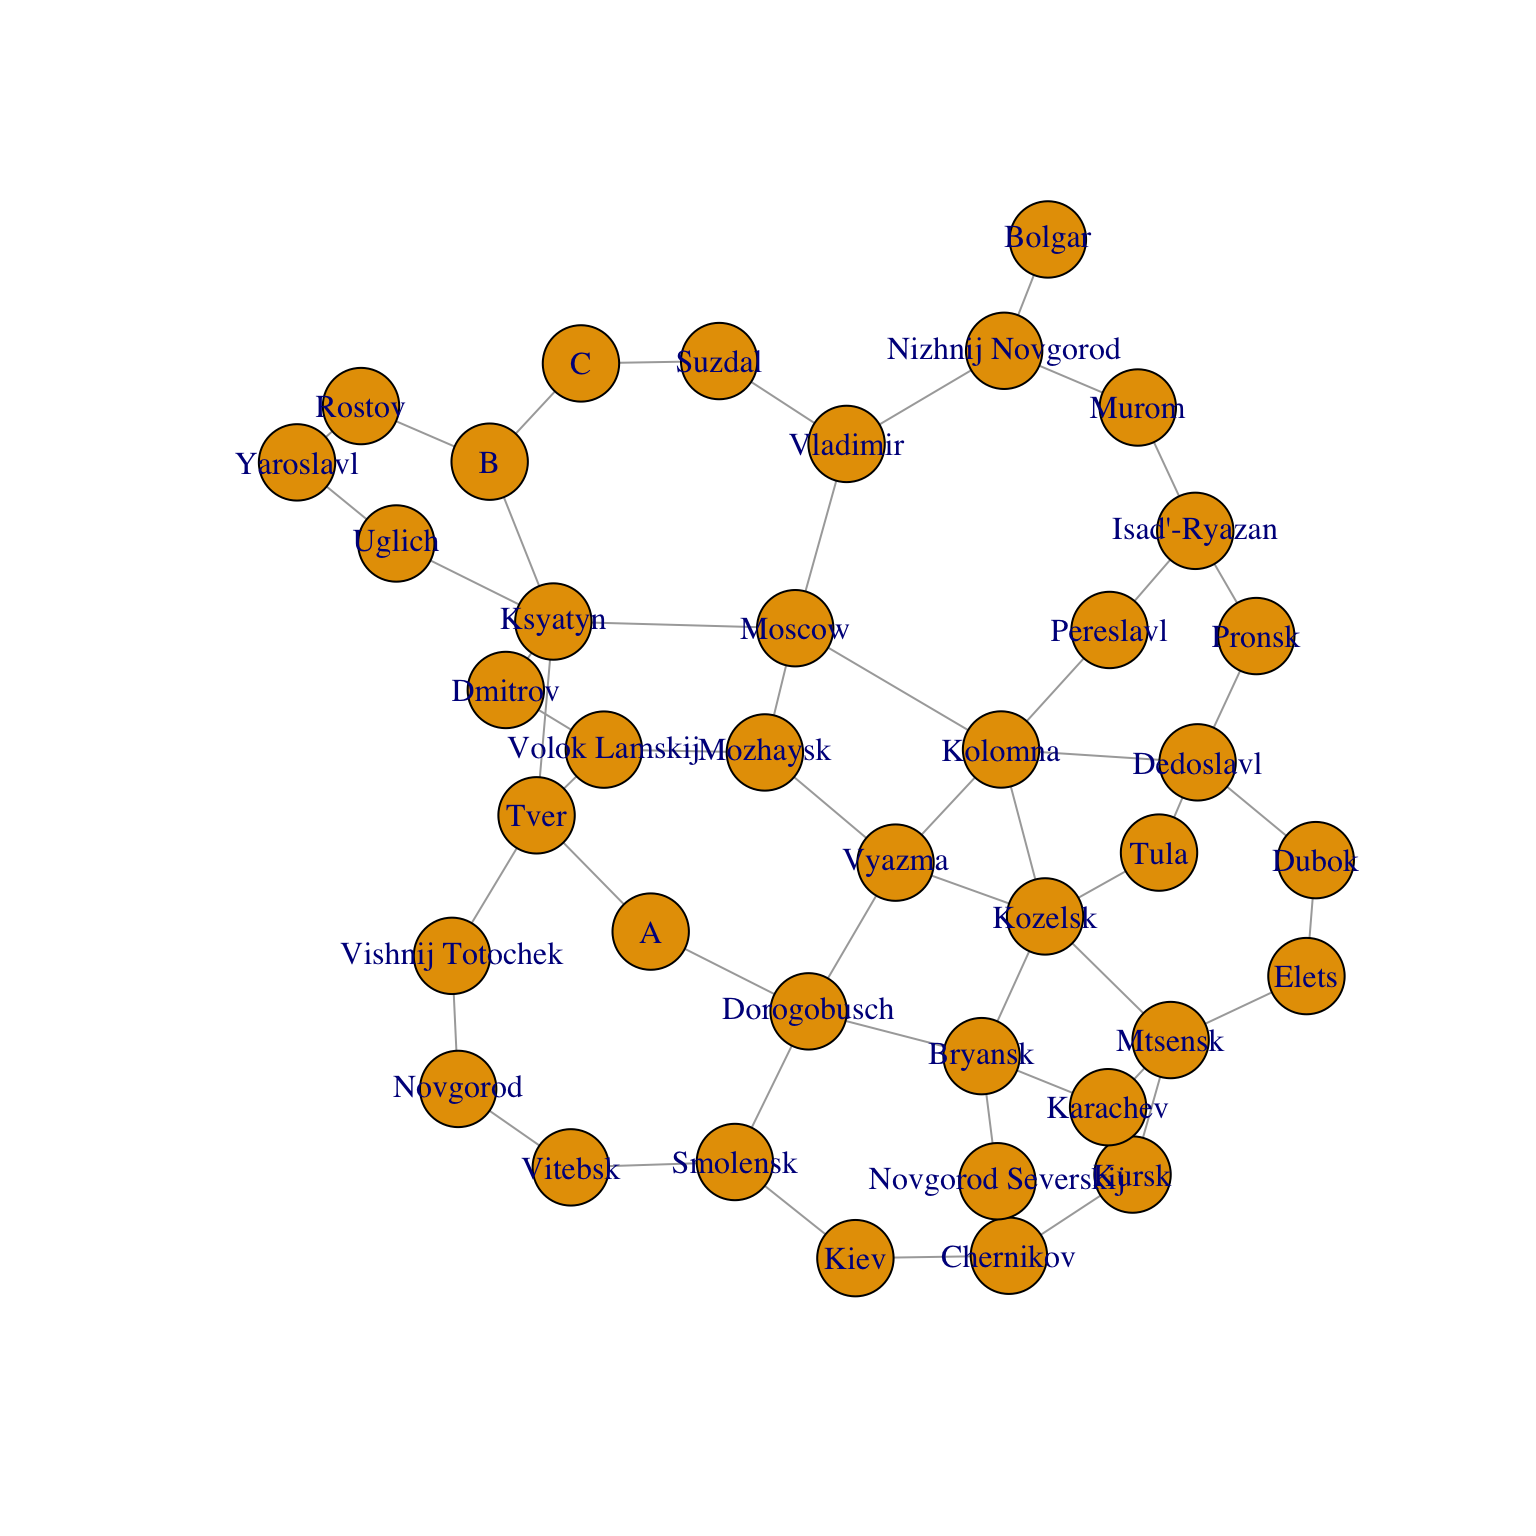 Bolgar
Nizhnij Novgorod
C
Suzdal
Rostov
Murom
Vladimir
Yaroslavl
B
Isad'-Ryazan
Uglich
Ksyatyn
Moscow
Pereslavl
Pronsk
Dmitrov
Volok Lamskij
Mozhaysk
Kolomna
Dedoslavl
Tver
Vyazma
Tula
Dubok
A
Kozelsk
Vishnij Totochek
Elets
Dorogobusch
Bryansk
Mtsensk
Novgorod
Karachev
Vitebsk
Smolensk
Novgorod Severskij
Kursk
Kiev
Chernikov